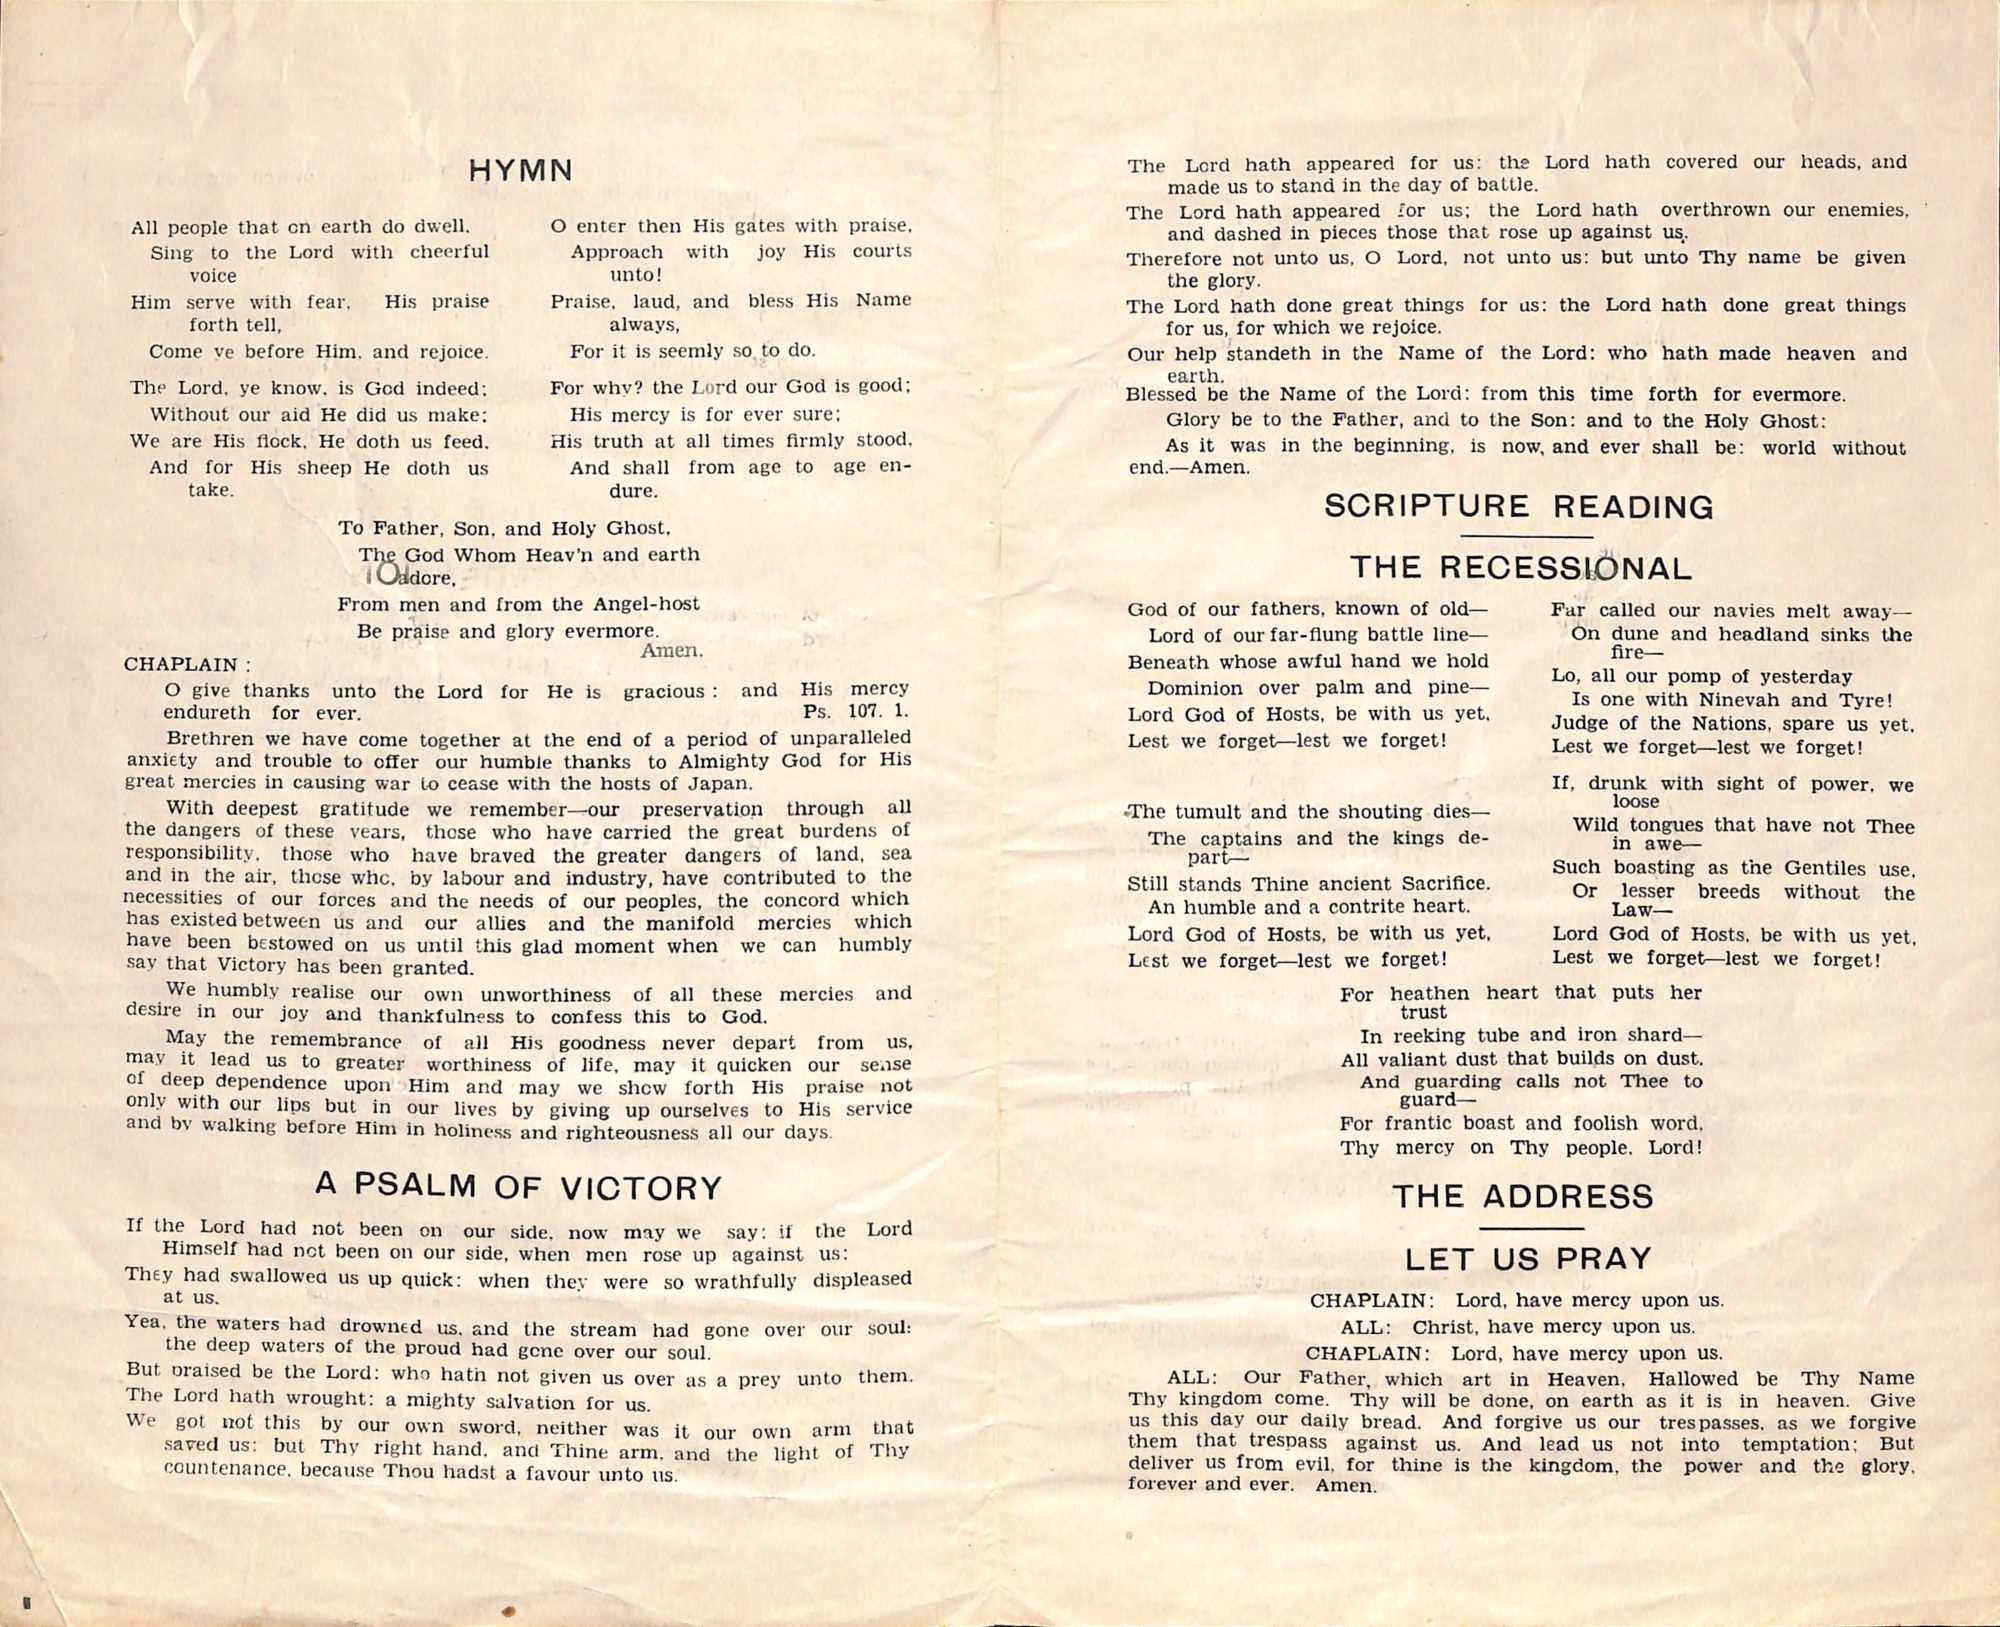 HYMN
All people that on earth do dwell.
Sing to the Lord with cheerful
voice
Him serve with fear, His praise
forth tell,
Come ye before Him, and rejoice.
The Lord, ye know, is God indeed;
Without our aid He did us make;
We are His flock, He doth us feed,
And for His sheep He doth us
take.
O enter then His gates with praise,
Approach with joy His courts
unto!
Praise, laud, and bless His Name
always,
For it is seemly so to do.
For why? the Lord our God is good;
His mercy is for ever sure;
His truth at all times firmly stood,
And shall from age to age en-
dure.
To Father, Son, and Holy Ghost,
The God Whom Heav'n and earth
adore,
From men and from the Angel-host
Be praise and glory evermore.
Amen.
CHAPLAIN :
O give thanks unto the Lord for He is gracious : and His mercy
endureth for ever. Ps. 107. 1.
Brethren we have come together at the end of a period of unparalleled
anxiety and trouble to offer our humble thanks to Almighty God for His
great mercies in causing war to cease with the hosts of Japan.
With deepest gratitude we remember—our preservation through all
the dangers of these years, those who have carried the great burdens of
responsibility, those who have braved the greater dangers of land, sea
and in the air, those who, by labour and industry, have contributed to the
necessities of our forces and the needs of our peoples, the concord which
has existed between us and our allies and the manifold mercies which
have been bestowed on us until this glad moment when we can humbly
say that Victory has been granted.
We humbly realise our own unworthiness of all these mercies and
desire in our joy and thankfulness to confess this to God.
May the remembrance of all His goodness never depart from us,
may it lead us to greater worthiness of life, may it quicken our sense
of deep dependence upon Him and may we show forth His praise not
only with our lips but in our lives by giving up ourselves to His service
and by walking before Him in holiness and righteousness all our days.
A PSALM OF VICTORY
If the Lord had not been on our side, now may we say: if the Lord
Himself had not been on our side, when men rose up against us:
They had swallowed us up quick: when they were so wrathfully displeased
at us.
Yea, the waters had drowned us, and the stream had gone over our soul:
the deep waters of the proud had gone over our soul.
But praised be the Lord: who hath not given us over as a prey unto them.
The Lord hath wrought: a mighty salvation for us.
We got not this by our own sword, neither was it our own arm that
saved us: but Thy right hand, and Thine arm, and the light of Thy
countenance, because Thou hadst a favour unto us.
The Lord hath appeared for us: the Lord hath covered our heads, and
made us to stand in the day of battle.
The Lord hath appeared for us; the Lord hath overthrown our enemies,
and dashed in pieces those that rose up against us.
Therefore not unto us, O Lord, not unto us: but unto Thy name be given
the glory.
The Lord hath done great things for us: the Lord hath done great things
for us, for which we rejoice.
Our help standeth in the Name of the Lord: who hath made heaven and
earth.
Blessed be the Name of the Lord: from this time forth for evermore.
Glory be to the Father, and to the Son: and to the Holy Ghost:
As it was in the beginning, is now, and ever shall be: world without
end.—Amen.
SCRIPTURE READING
THE RECESSIONAL
God of our fathers, known of old—
Lord of our far-flung battle line—
Beneath whose awful hand we hold
Dominion over palm and pine—
Lord God of Hosts, be with us yet,
Lest we forget—lest we forget!
The tumult and the shouting dies—
The captains and the kings de-
part—
Still stands Thine ancient Sacrifice.
An humble and a contrite heart.
Lord God of Hosts, be with us yet,
Lest we forget—lest we forget!
Far called our navies melt away—
On dune and headland sinks the
fire—
Lo, all our pomp of yesterday
Is one with Ninevah and Tyre!
Judge of the Nations, spare us yet,
Lest we forget—lest we forget!
If, drunk with sight of power, we
loose
Wild tongues that have not Thee
in awe—
Such boasting as the Gentiles use,
Or lesser breeds without the
Law—
Lord God of Hosts, be with us yet,
Lest we forget—lest we forget!
For heathen heart that puts her
trust
In reeking tube and iron shard—
All valiant dust that builds on dust,
And guarding calls not Thee to
guard—
For frantic boast and foolish word,
Thy mercy on Thy people, Lord!
THE ADDRESS
LET US PRAY
CHAPLAIN: Lord, have mercy upon us.
ALL: Christ, have mercy upon us.
CHAPLAIN: Lord, have mercy upon us.
ALL: Our Father, which art in Heaven, Hallowed be Thy Name
Thy kingdom come. Thy will be done, on earth as it is in heaven. Give
us this day our daily bread. And forgive us our trespasses, as we forgive
them that trespass against us. And lead us not into temptation; But
deliver us from evil, for thine is the kingdom, the power and the glory,
forever and ever. Amen.